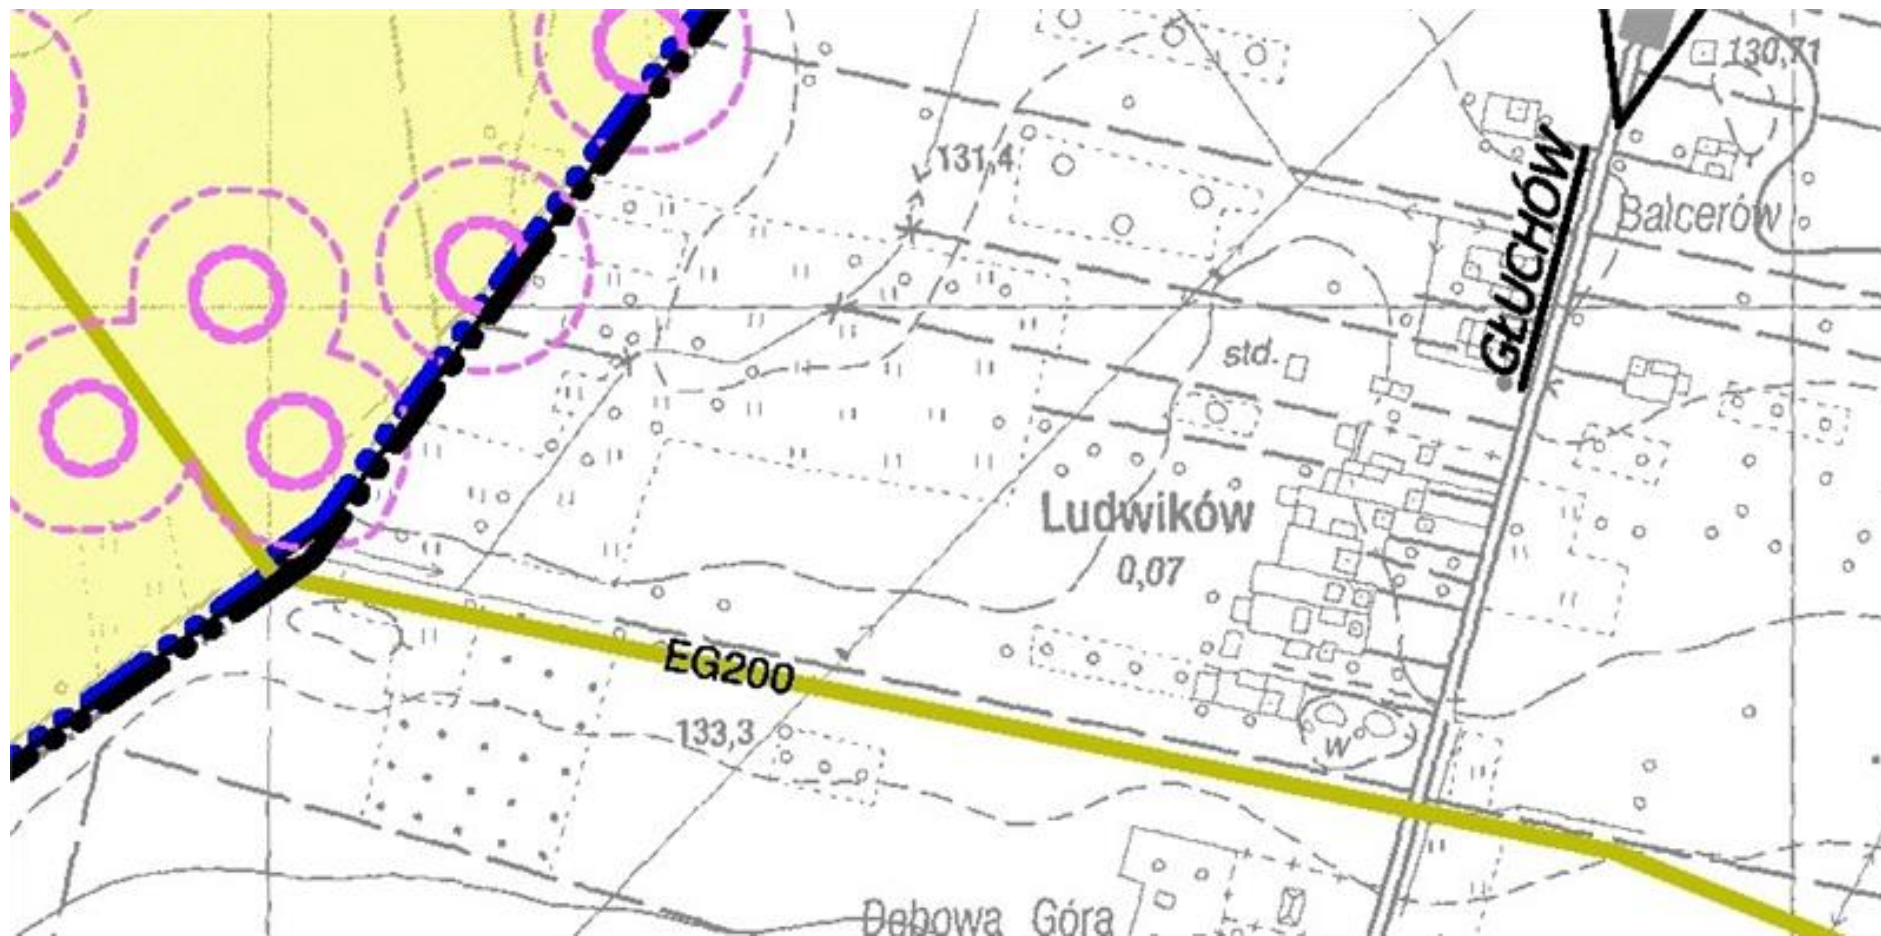 130,71
131,4
GŁUCHÓW
Balcerów
std.
Ludwików
0,07
EG200
133,3
W
Dębowa Góra